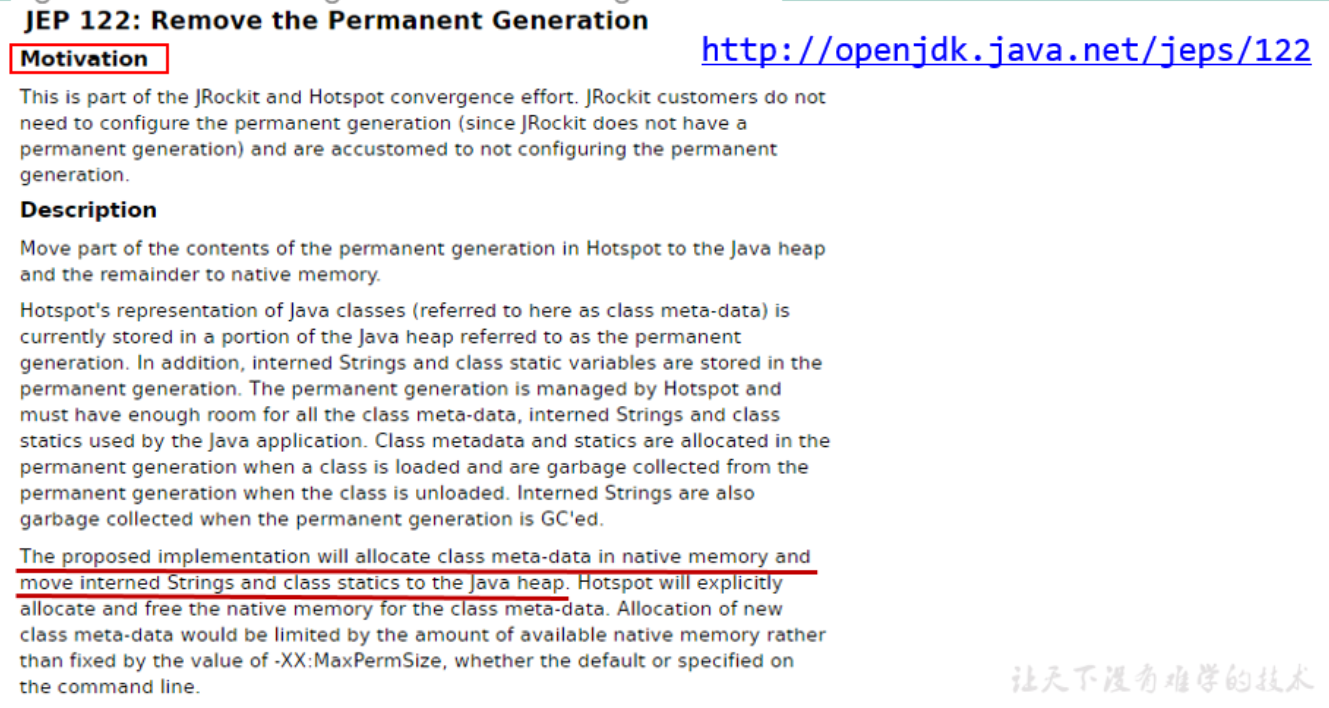 JEP 122: Remove the Permanent Generation
Motivation
http://openjdk.java.net/jeps/122
This is part of the JRockit and Hotspot convergence effort. JRockit customers do not
need to configure the permanent generation (since JRockit does not have a
permanent generation) and are accustomed to not configuring the permanent
generation.
Description
Move part of the contents of the permanent generation in Hotspot to the Java heap
and the remainder to native memory.
Hotspot's representation of Java classes (referred to here as class meta-data) is
currently stored in a portion of the Java heap referred to as the permanent
generation. In addition, interned Strings and class static variables are stored in the
permanent generation. The permanent generation is managed by Hotspot and
must have enough room for all the class meta-data, interned Strings and class
statics used by the Java application. Class metadata and statics are allocated in the
permanent generation when a class is loaded and are garbage collected from the
permanent generation when the class is unloaded. Interned Strings are also
garbage collected when the permanent generation is GC'ed.
The proposed implementation will allocate class meta-data in native memory and
move interned Strings and class statics to the Java heap. Hotspot will explicitly
allocate and free the native memory for the class meta-data. Allocation of new
class meta-data would be limited by the amount of available native memory rather
than fixed by the value of -XX:MaxPermSize, whether the default or specified on
the command line.
让天下没有难学的技术